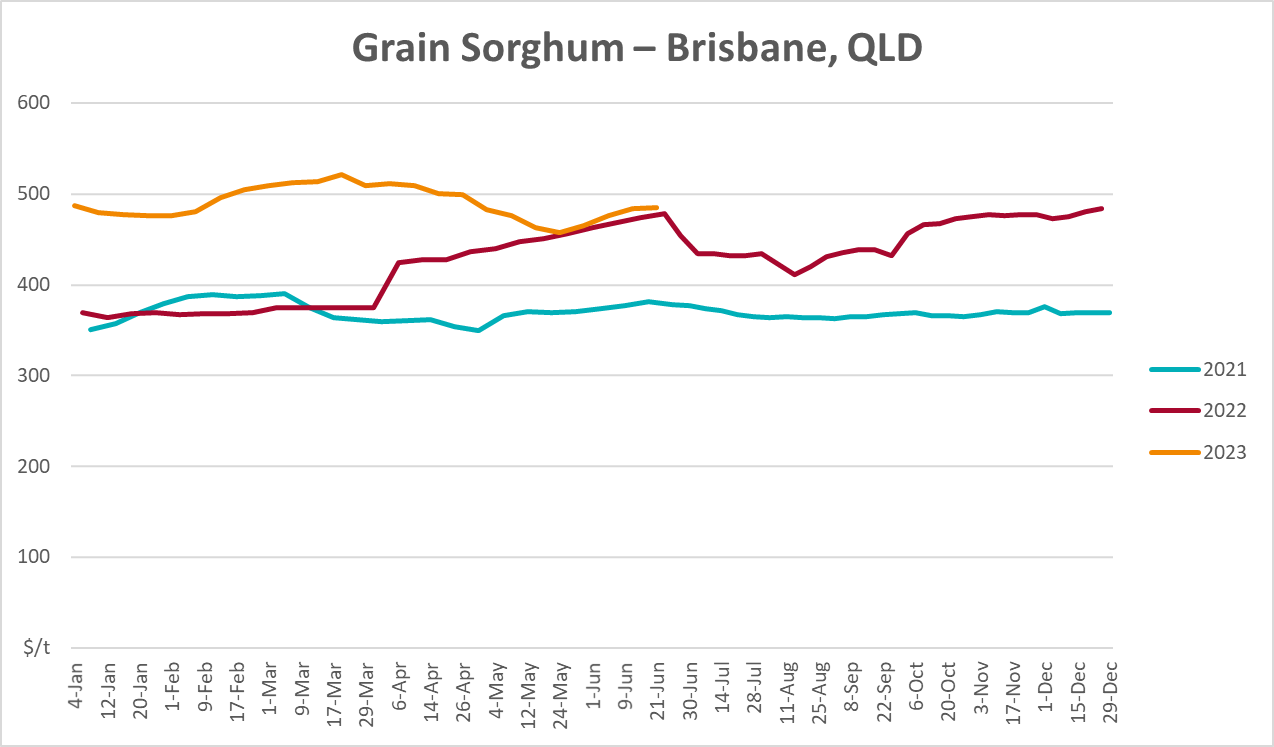 Grain Sorghum – Brisbane, QLD
600
500
400
300
200
100
$/t
4-Jan
12-Jan
20-Jan
1-Feb
9-Feb
17-Feb
1-Mar
9-Mar
17-Mar
29-Mar
6-Apr
14-Apr
26-Apr
4-May
12-May
24-May
1-Jun
9-Jun
21-Jun
30-Jun
14-Jul
28-Jul
11-Aug
25-Aug
8-Sep
22-Sep
6-Oct
20-Oct
3-Nov
17-Nov
1-Dec
15-Dec
29-Dec
2021
2022
2023